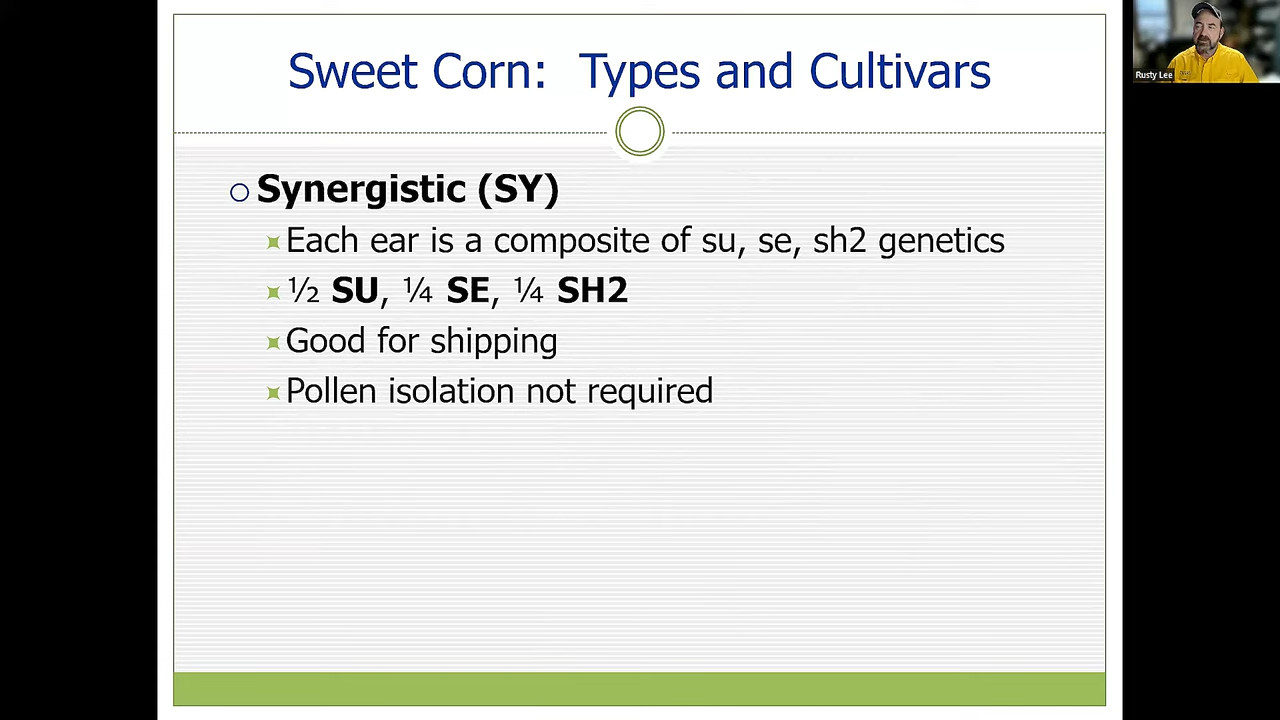 Sweet Corn: Types and Cultivars
Rusty Lee
Synergistic (SY)
Each ear is a composite of su, se, sh2 genetics
½ SU, ¼ SE, ¼ SH2
Good for shipping
Pollen isolation not required